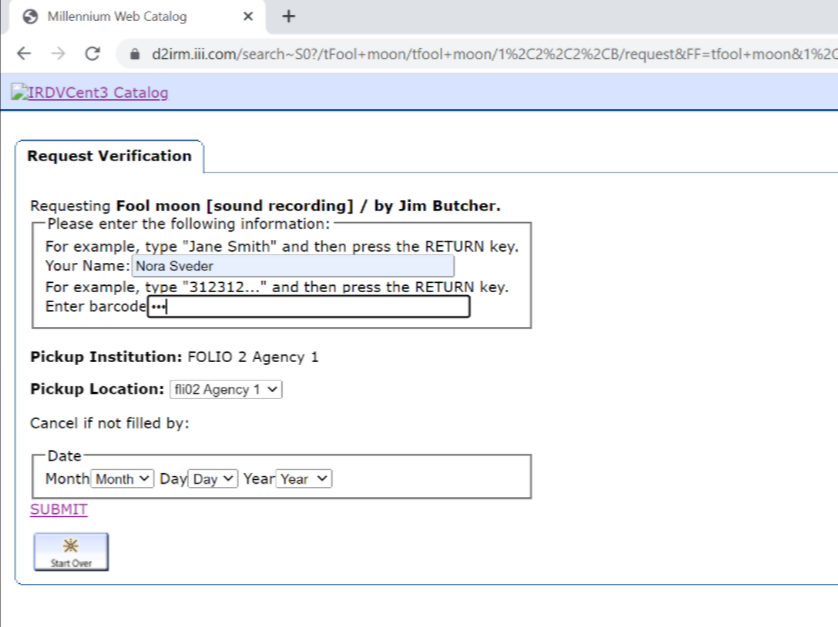 Millennium Web Catalog
d2irm.iii.com/search~S0?/tFool+moon/tfool+moon/1%2C2%2C2%2CB/request&FF=tfool+moon&1%2C
IRDVCent3 Catalog
Request Verification
Requesting Fool moon [sound recording] / by Jim Butcher.
Please enter the following information:
For example, type "Jane Smith" and then press the RETURN key.
Your Name: Nora Sveder
For example, type "312312..." and then press the RETURN key.
Enter barcode •••
Pickup Institution: FOLIO 2 Agency 1
Pickup Location: fli02 Agency 1
Cancel if not filled by:
Date
Month Month Day Day Year Year
SUBMIT
Start Over